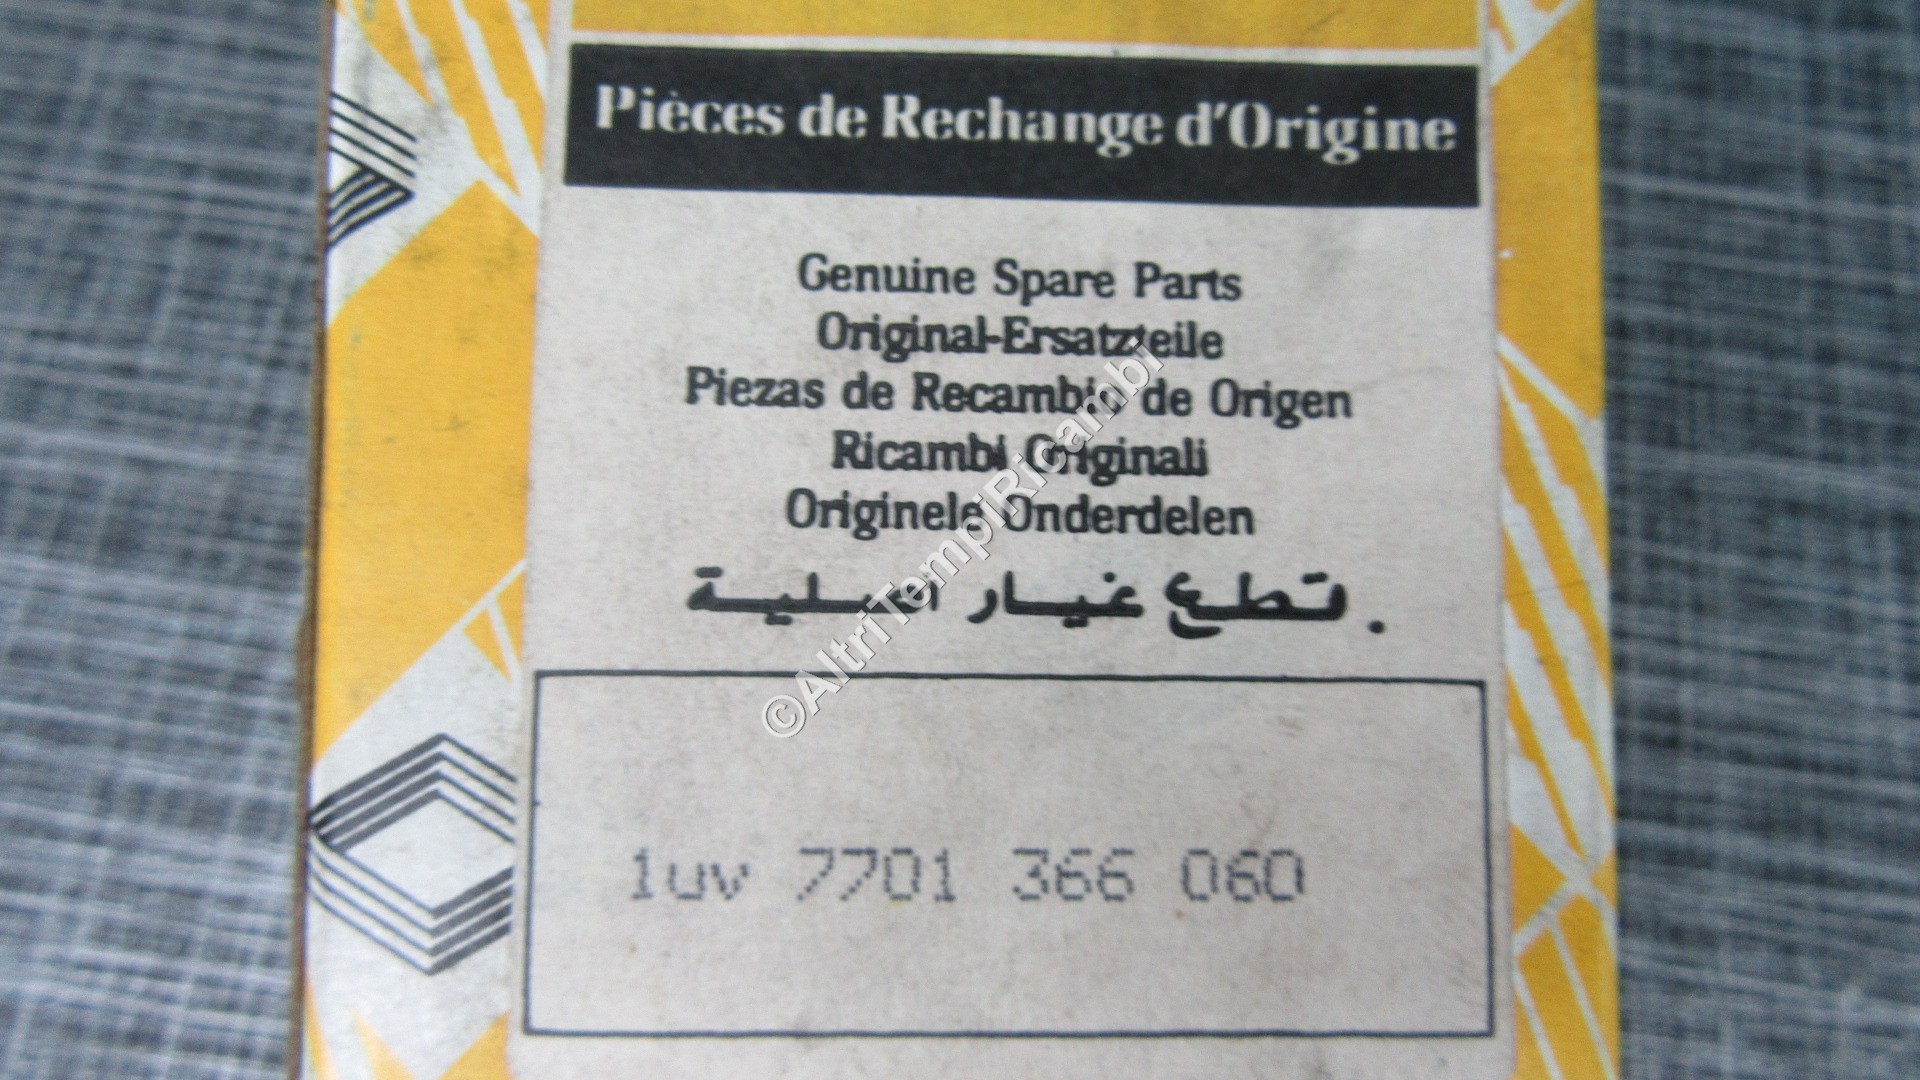 Pièces de Rechange d'Origine
Genuine Spare Parts
Original-Ersatzteile
Piezas de Recambio de Origen
Ricambi Originali
Originele Onderdelen
قطع غيار اصلية .
1uv 7701 366 060
©AltriTempiRicambi